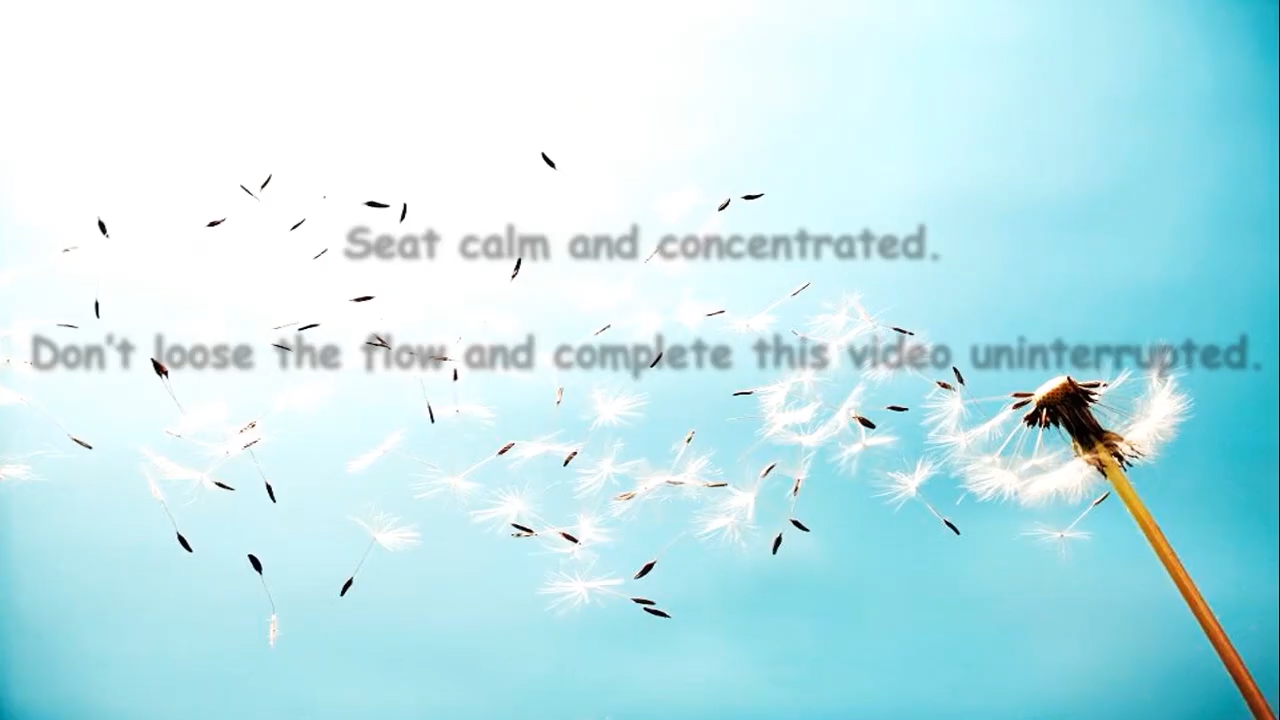 Seat calm and concentrated.
Don't loose the flow and complete this video uninterrupted.